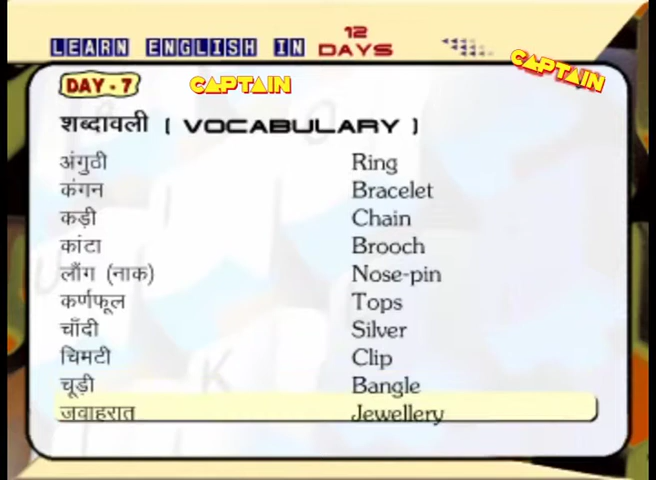 LEARN ENGLISH IN 12 DAYS
CAPTAIN
DAY - 7
CAPTAIN
शब्दावली ( VOCABULARY )
अंगुठी Ring
कंगन Bracelet
कड़ी Chain
कांटा Brooch
लौंग (नाक) Nose-pin
कर्णफूल Tops
चाँदी Silver
चिमटी Clip
चूड़ी Bangle
जवाहरात Jewellery